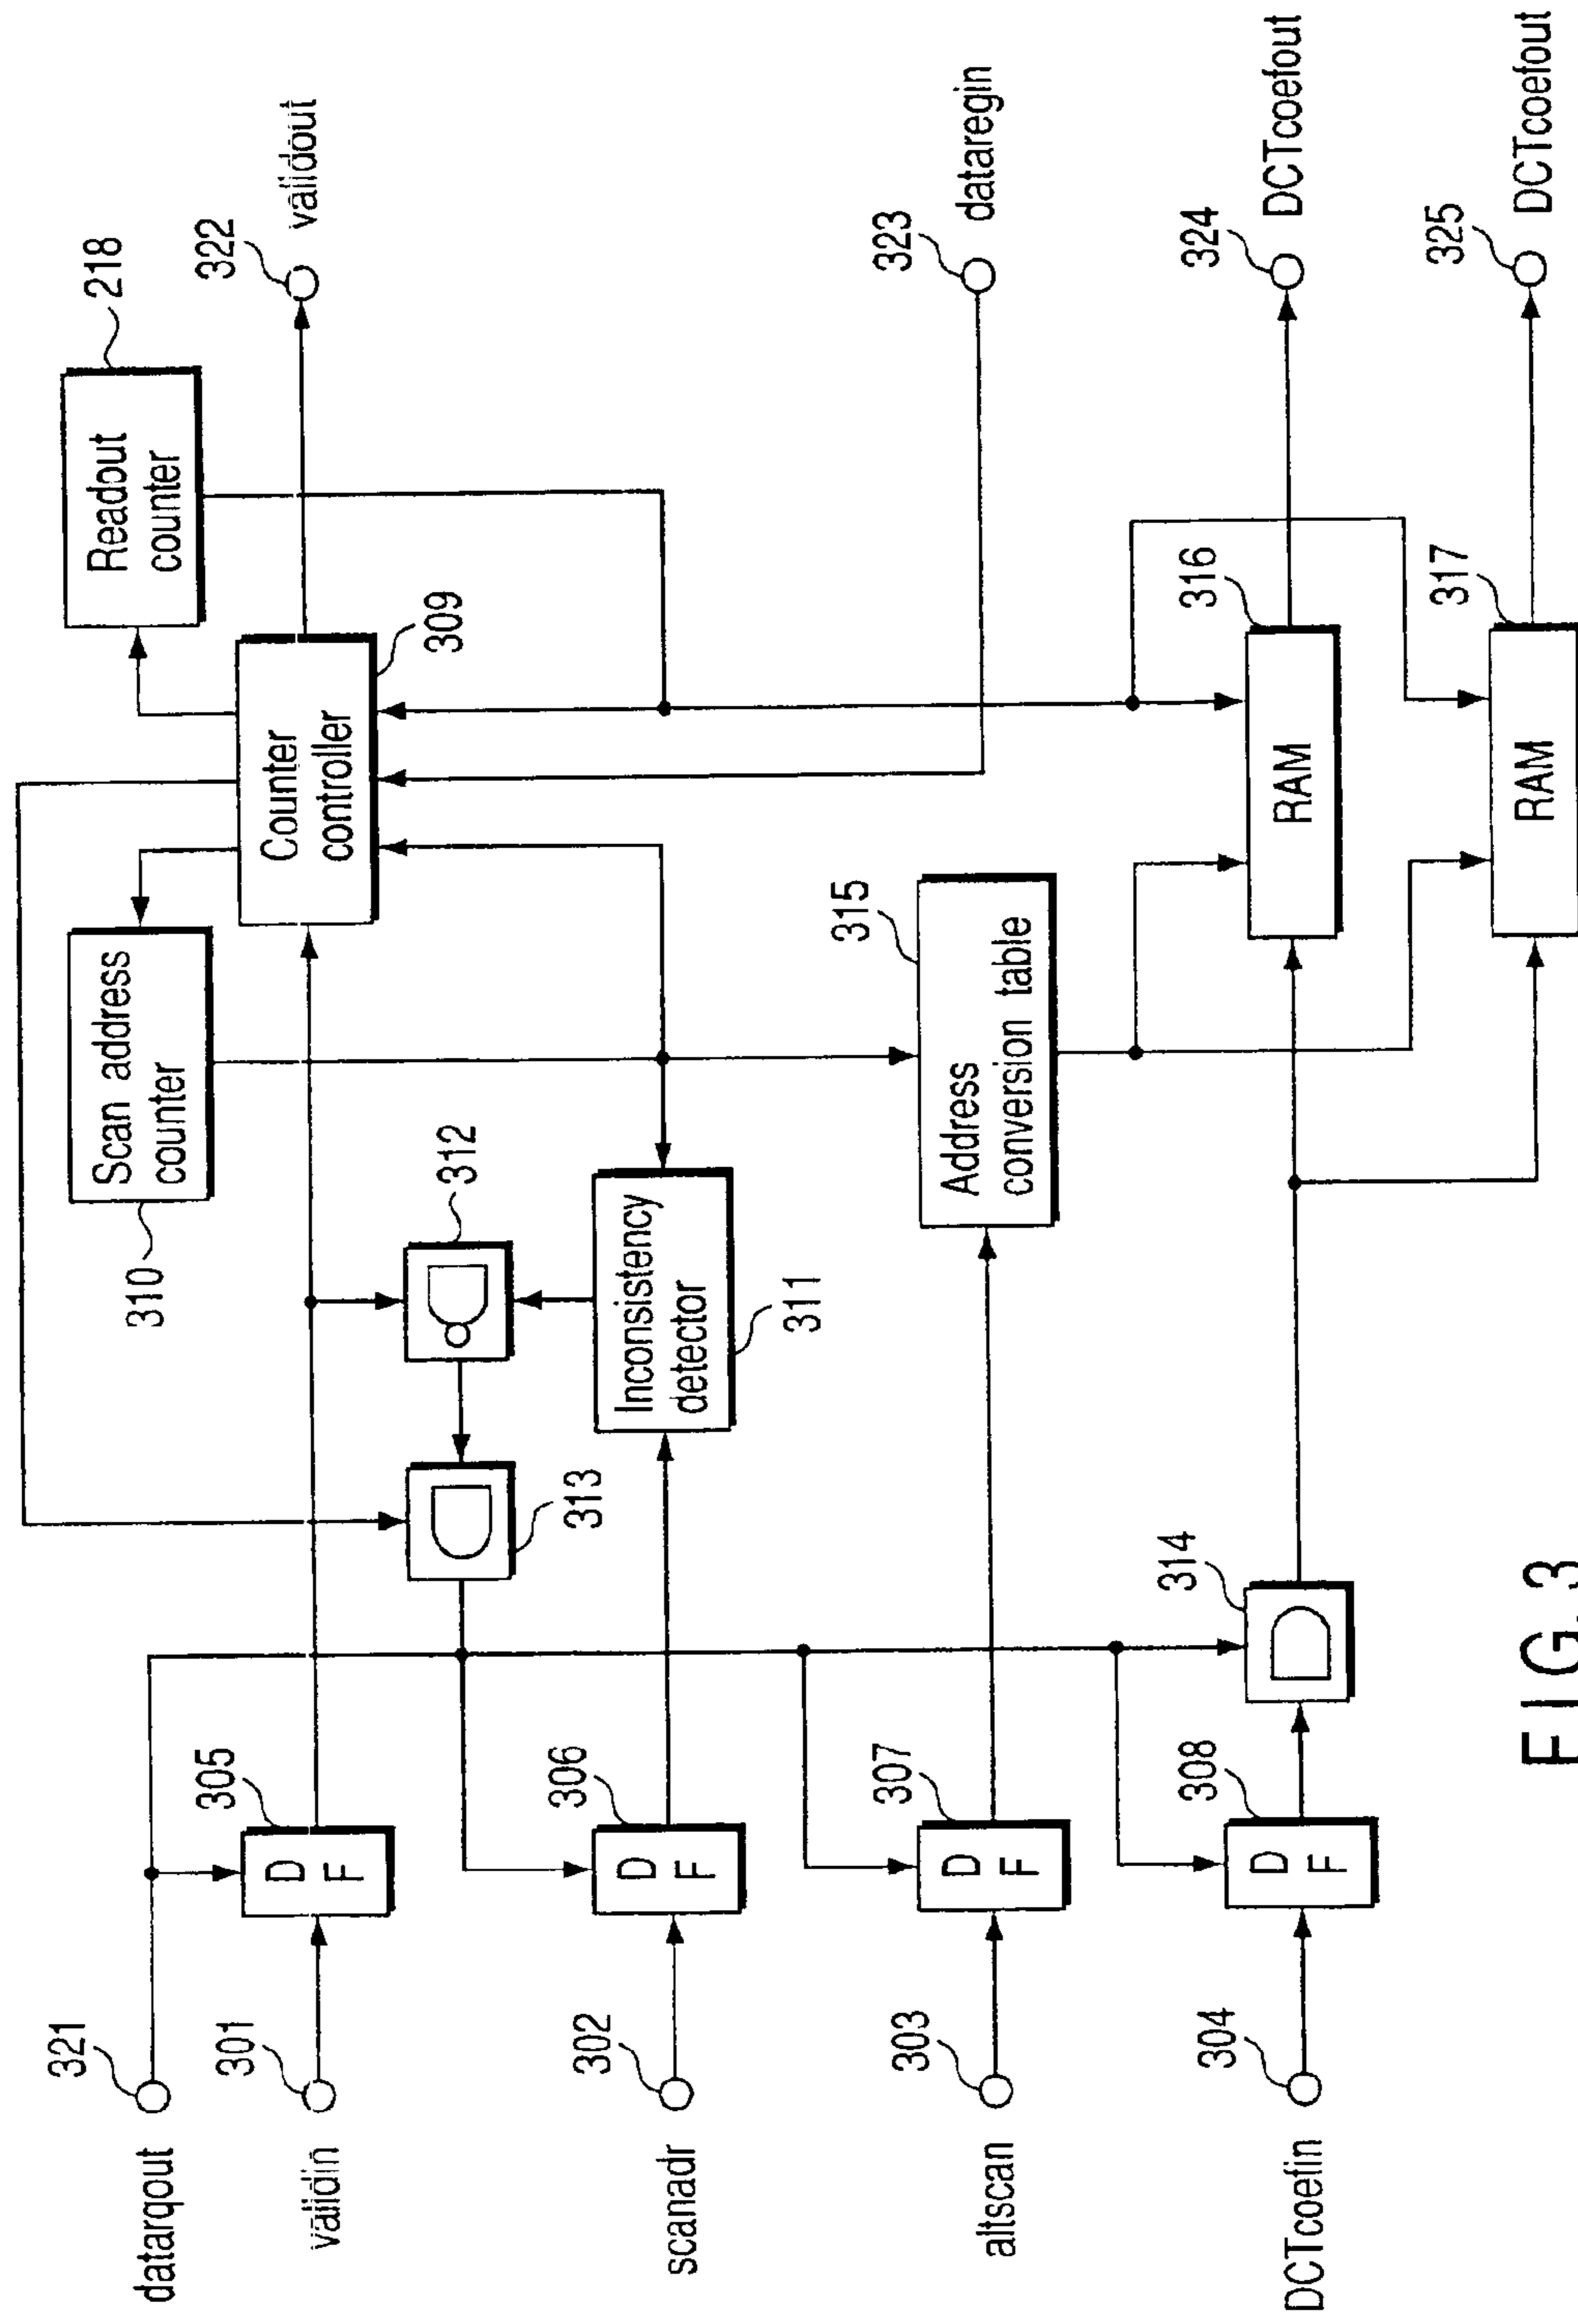 datarqout
321
validin
301
scanadr
302
altscan
303
DCTcoefin
304
D
F
305
D
F
306
D
F
307
D
F
308
314
313
312
Inconsistency
detector
311
Scan address
counter
310
Address
conversion table
315
Counter
controller
309
Readout
counter
218
RAM
316
RAM
317
322
validout
323
dataregin
324
DCTcoefout
325
DCTcoefout
FIG. 3